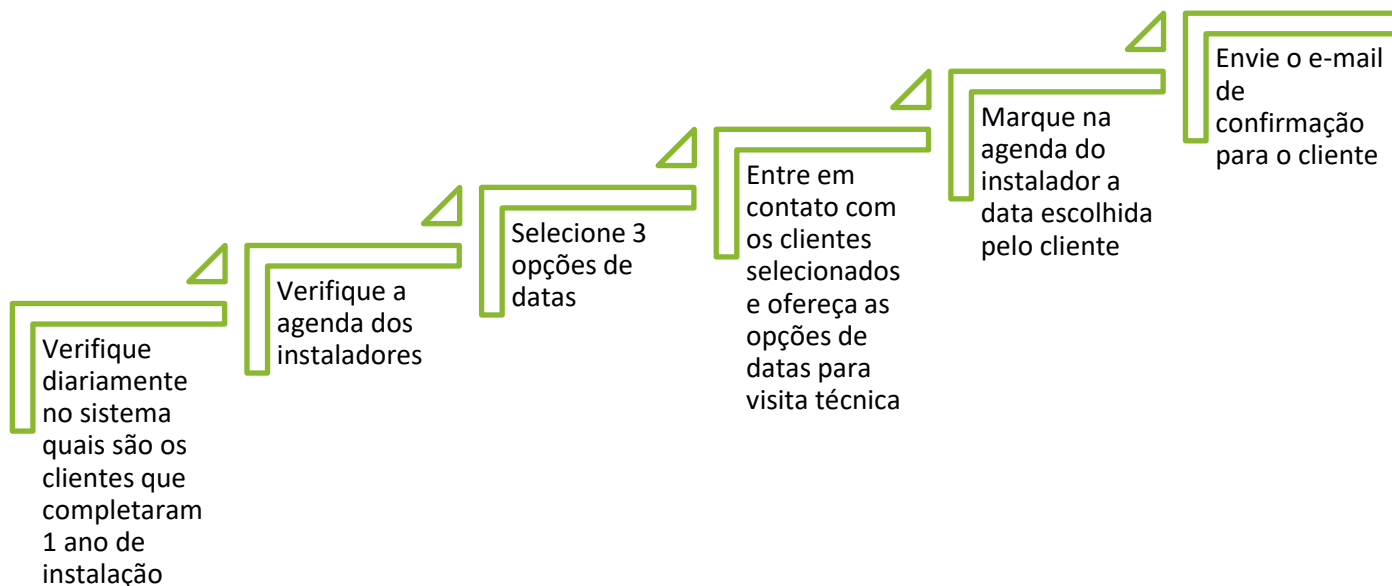 Verifique
diariamente
no sistema
quais são os
clientes que
completaram
1 ano de
instalação
Verifique a
agenda dos
instaladores
Selecione 3
opções de
datas
Entre em
contato com
os clientes
selecionados
e ofereça as
opções de
datas para
visita técnica
Marque na
agenda do
instalador a
data escolhida
pelo cliente
Envie o e-mail
de
confirmação
para o cliente